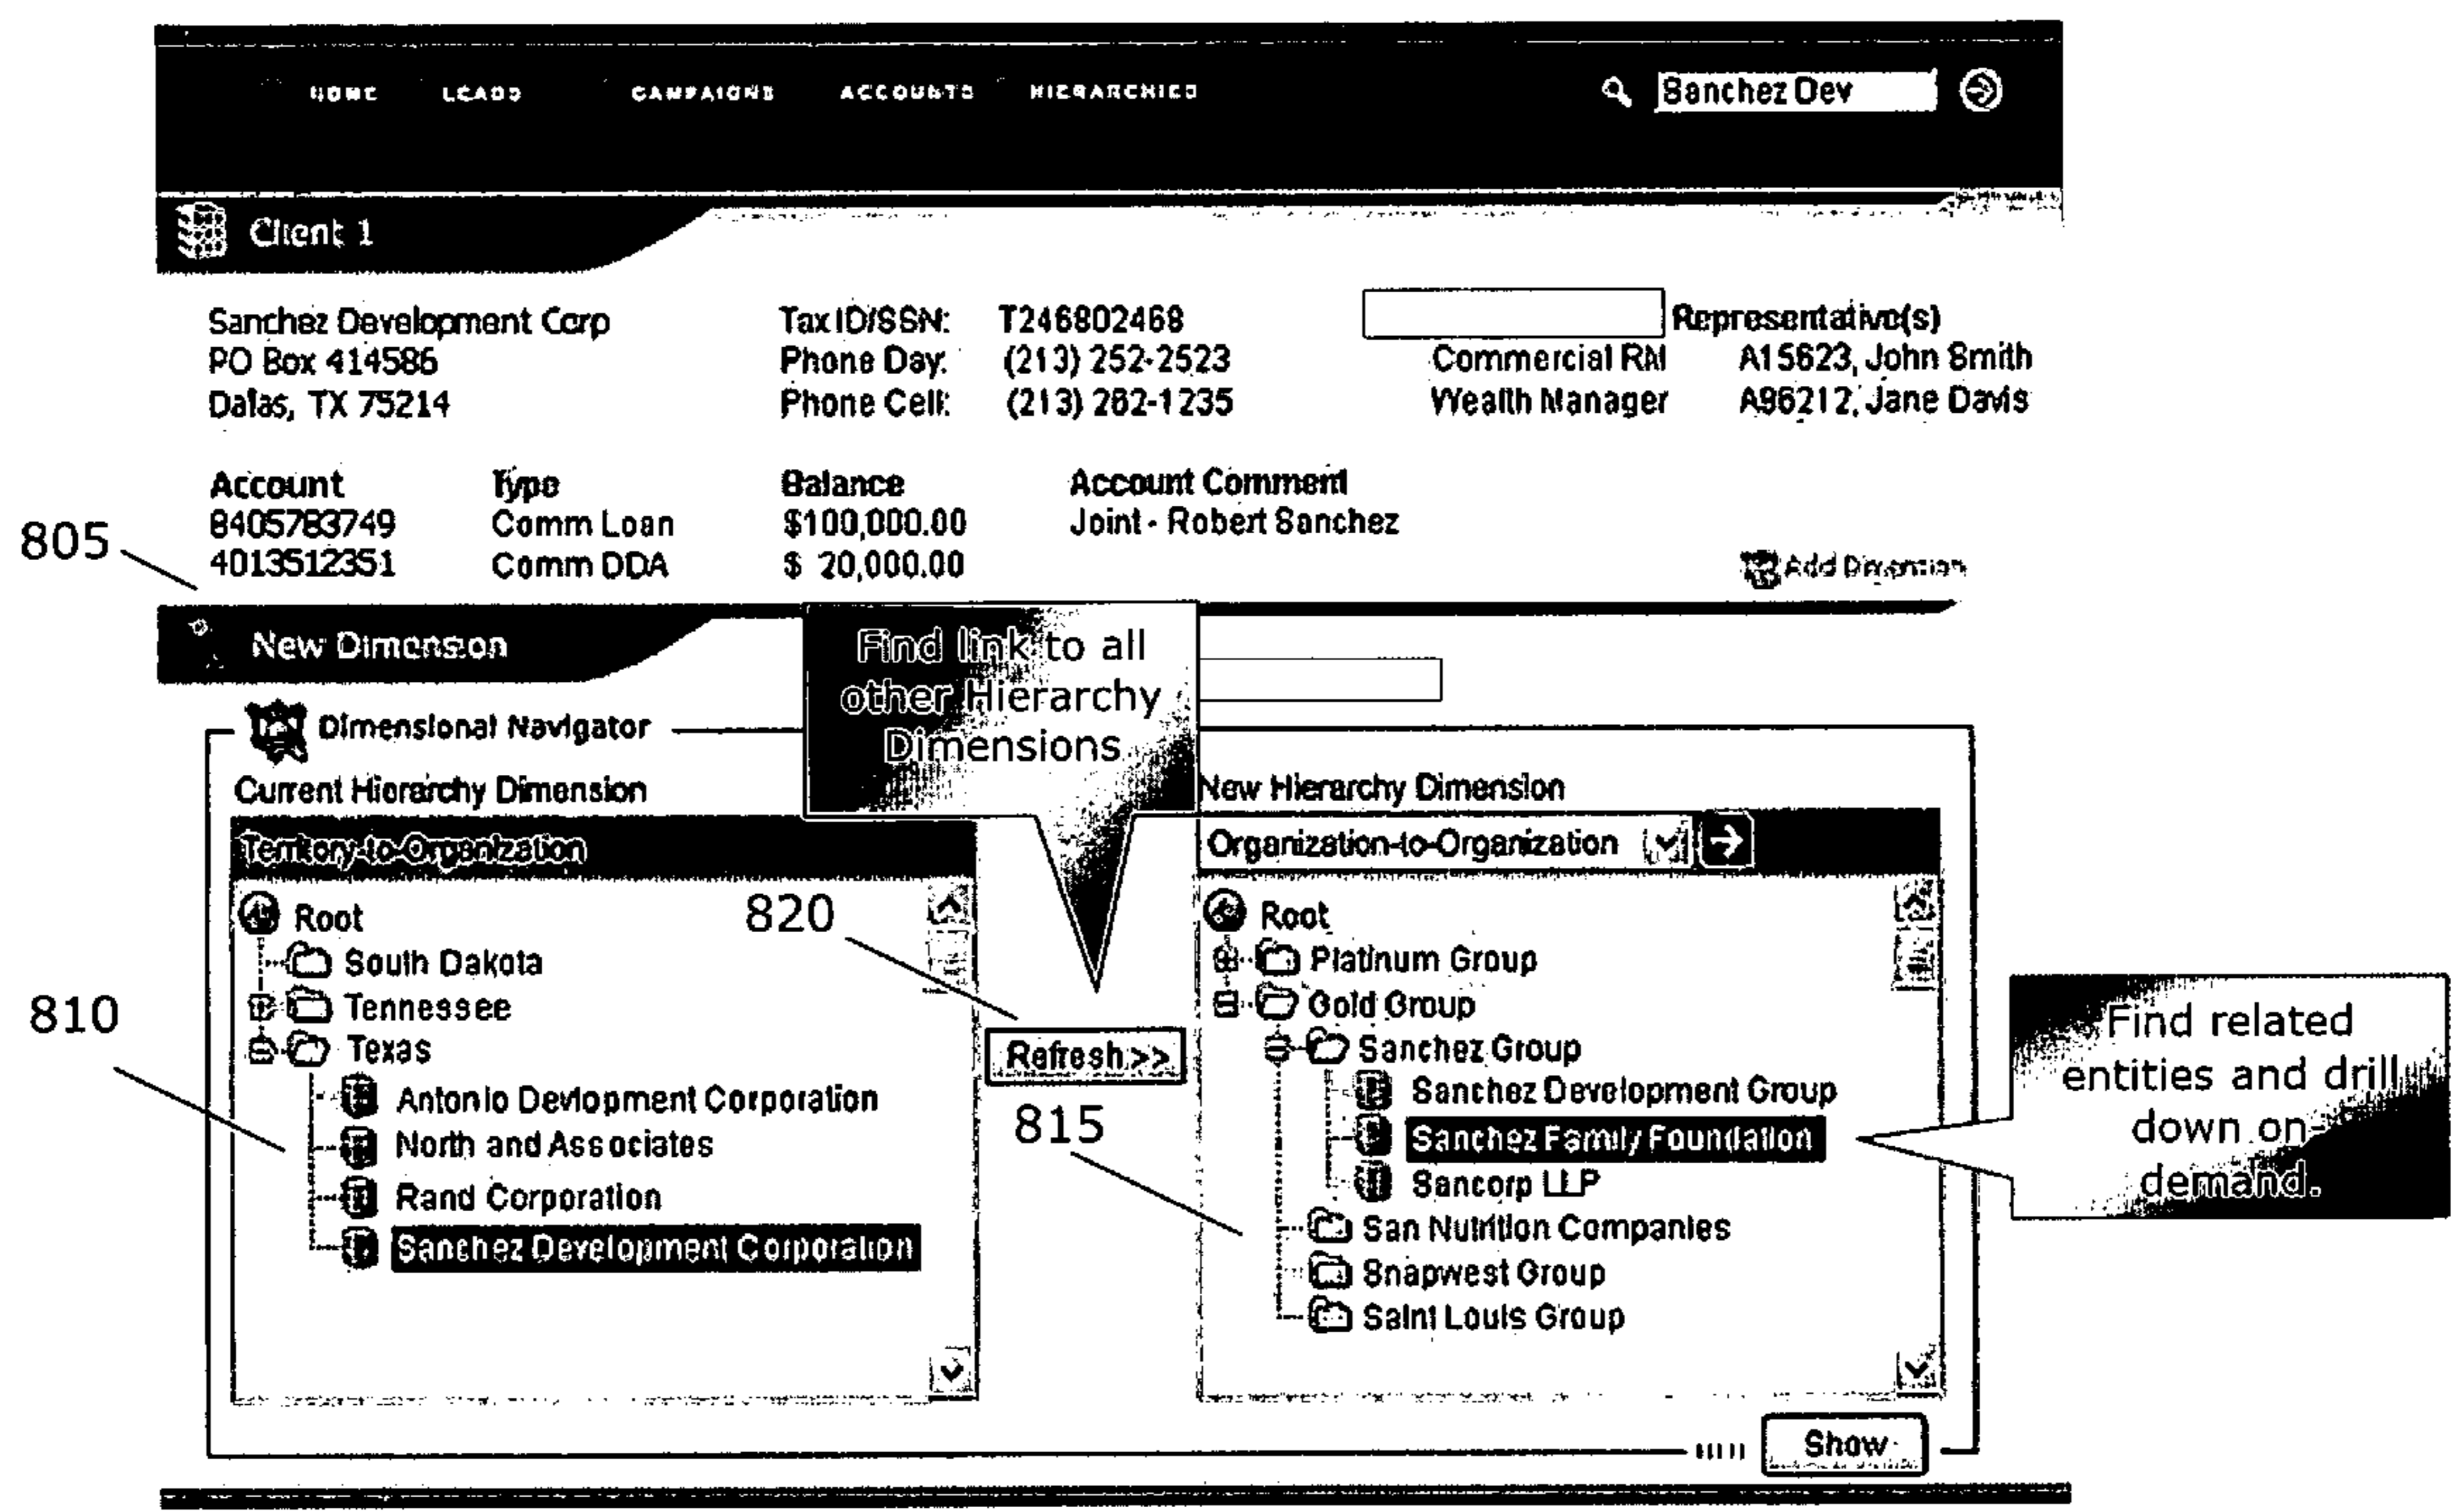 HOME LEADS CAMPAIGNS ACCOUNTS HIERARCHIES Sanchez Dev
Client 1
Sanchez Development Corp Tax ID/SSN: T246802468 Representative(s)
PO Box 414586 Phone Day: (213) 252-2523 Commercial RM A15623, John Smith
Dallas, TX 75214 Phone Cell: (213) 262-1235 Wealth Manager A96212, Jane Davis
Account Type Balance Account Comment
8405783749 Comm Loan $100,000.00 Joint - Robert Sanchez
805
4013512351 Comm DDA $ 20,000.00 Add Dimension
New Dimension
Find link to all
other Hierarchy
Dimensions
Dimensional Navigator
Current Hierarchy Dimension New Hierarchy Dimension
Territory-to-Organization Organization-to-Organization
Root
South Dakota
Tennessee
Texas
Antonio Devlopment Corporation
North and Associates
Rand Corporation
Sanchez Development Corporation
810
820
Refresh >>
815
Root
Platinum Group
Gold Group
Sanchez Group
Sanchez Development Group
Sanchez Family Foundation
Sancorp LLP
San Nutrition Companies
Snapwest Group
Saint Louis Group
Find related
entities and drill
down on-
demand.
Show